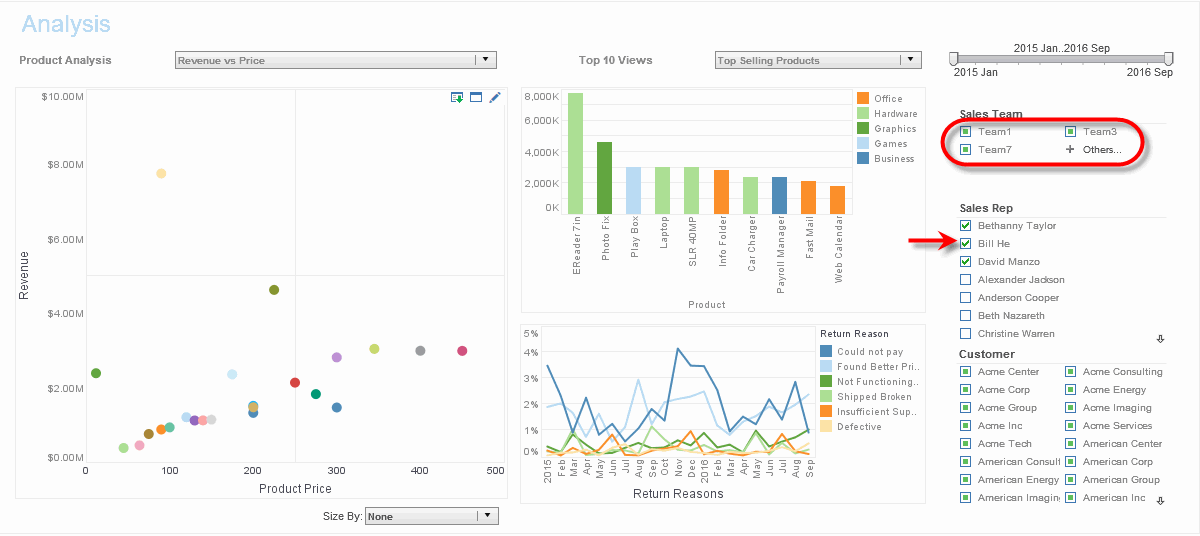 Analysis
Product Analysis
Revenue vs Price
Top 10 Views
Top Selling Products
2015 Jan..2016 Sep
2015 Jan
2016 Sep
$10.00M
$8.00M
$6.00M
$4.00M
$2.00M
$0.00M
Revenue
0
100
200
300
400
500
Product Price
Size By:
None
8,000K
6,000K
4,000K
2,000K
0K
EReader 7in
Photo Fix
Play Box
Laptop
SLR 40MP
Info Folder
Car Charger
Payroll Manager
Fast Mail
Web Calendar
Product
Office
Hardware
Graphics
Games
Business
5%
4%
3%
2%
1%
0%
2015
Feb
Mar
Apr
May
Jun
Jul
Aug
Sep
Oct
Nov
Dec
2016
Feb
Mar
Apr
May
Jun
Jul
Aug
Sep
Return Reasons
Return Reason
Could not pay
Found Better Pri..
Not Functioning..
Shipped Broken
Insufficient Sup..
Defective
Sales Team
Team1
Team3
Team7
Others...
Sales Rep
Bethanny Taylor
Bill He
David Manzo
Alexander Jackson
Anderson Cooper
Beth Nazareth
Christine Warren
Customer
Acme Center
Acme Consulting
Acme Corp
Acme Energy
Acme Group
Acme Imaging
Acme Inc
Acme Services
Acme Tech
American Center
American Consult
American Corp
American Energy
American Group
American Imaging
American Inc